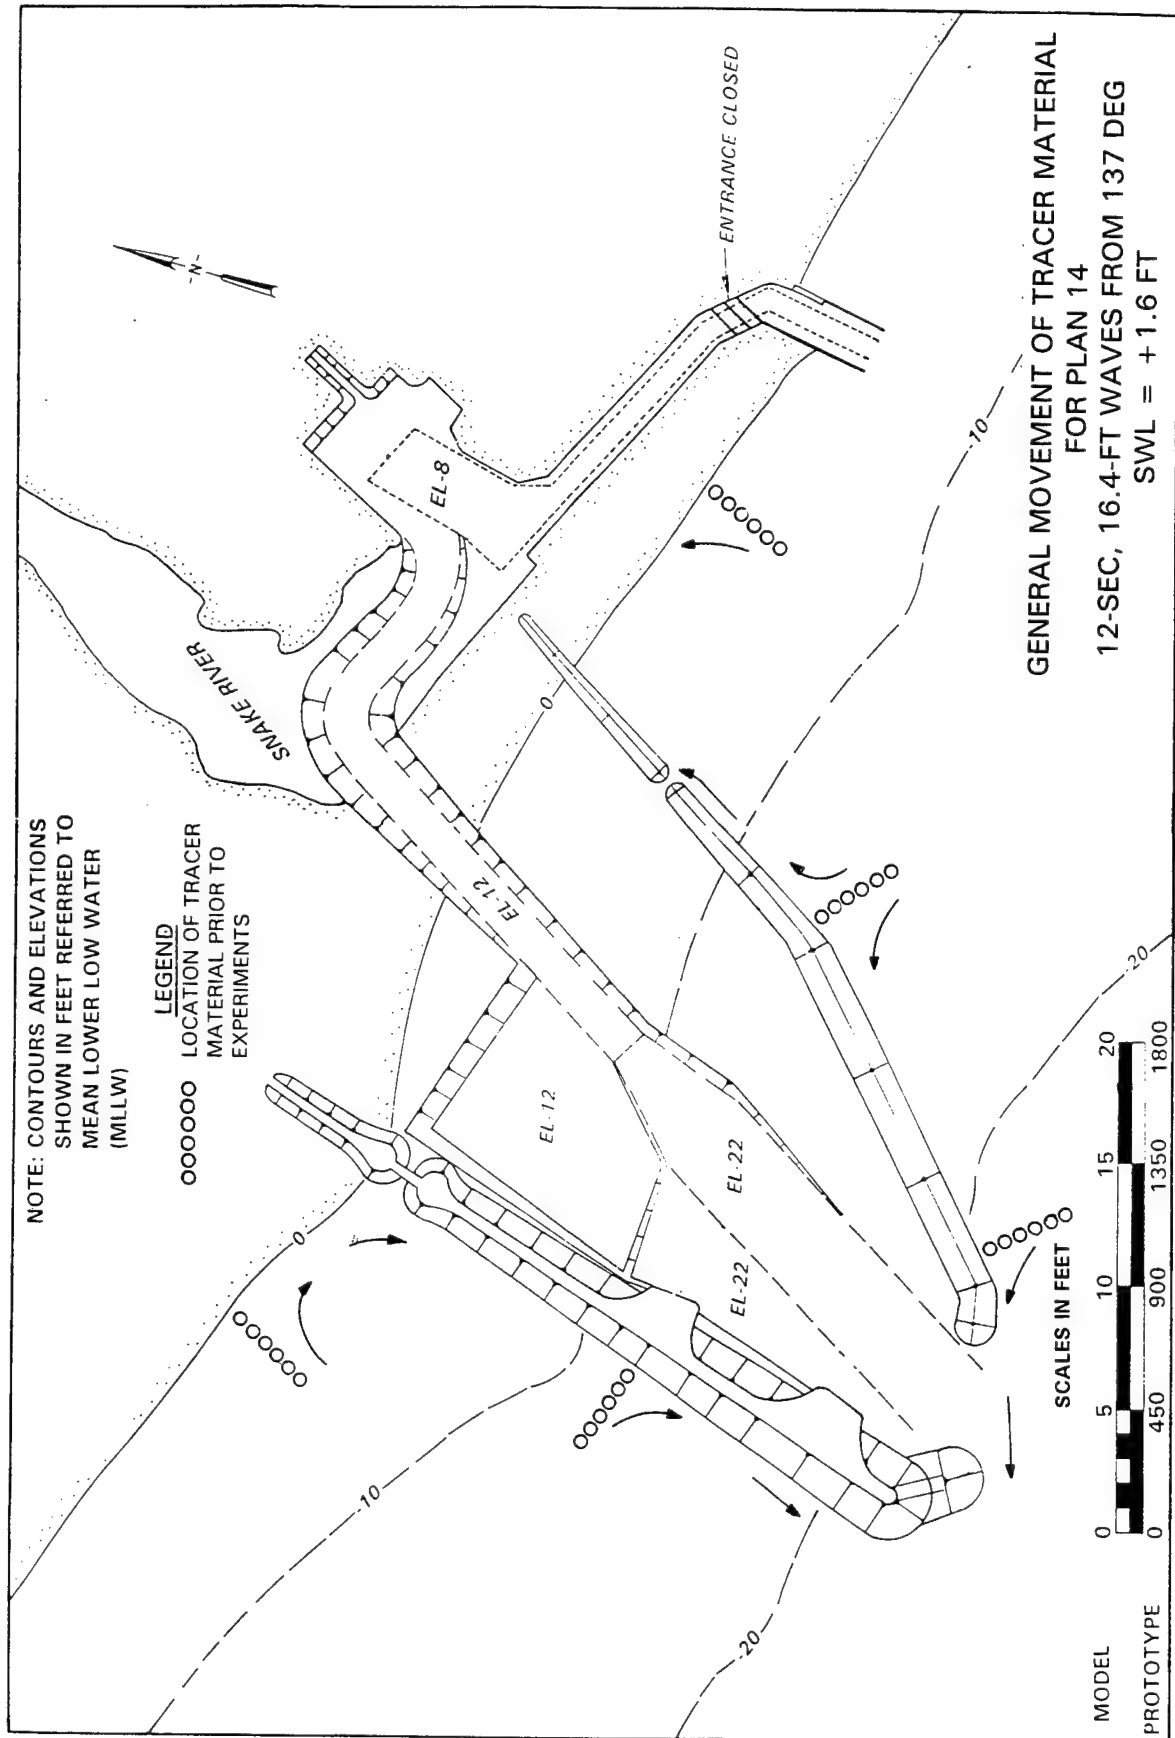 NOTE: CONTOURS AND ELEVATIONS
SHOWN IN FEET REFERRED TO
MEAN LOWER LOW WATER
(MLLW)
LEGEND
OOOOOO LOCATION OF TRACER
MATERIAL PRIOR TO
EXPERIMENTS
SNAKE RIVER
-N-
ENTRANCE CLOSED
EL-8
EL-12
EL-12
EL-22
EL-22
0
0
-10
-10
-20
-20
SCALES IN FEET
MODEL 0 5 10 15 20
PROTOTYPE 0 450 900 1350 1800
GENERAL MOVEMENT OF TRACER MATERIAL
FOR PLAN 14
12-SEC, 16.4-FT WAVES FROM 137 DEG
SWL = +1.6 FT